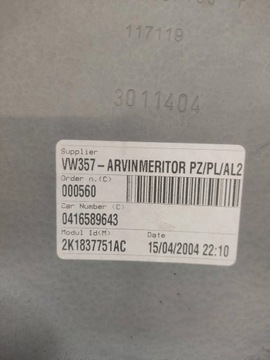 117119
3011404
Supplier
VW357-ARVINMERITOR PZ/PL/AL2
Order n.(C)
000560
Car Number (C)
0416589643
Modul Id(M) Date
2K1837751AC 15/04/2004 22:10